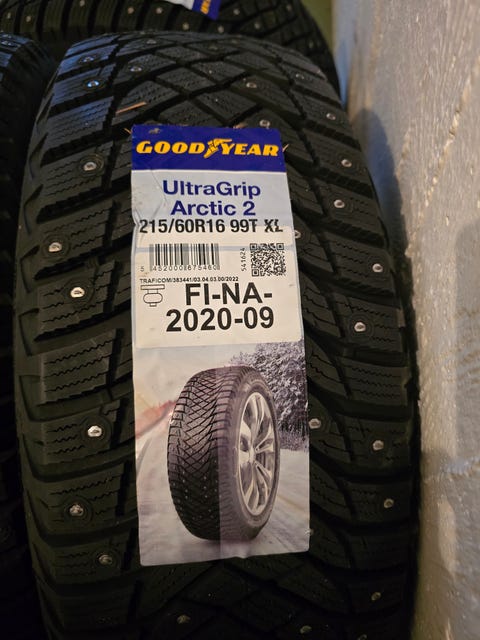 GOODYEAR
UltraGrip
Arctic 2
215/60R16 99T XL
5 452000 675460
541624
TRAFICOM/383441/03.04.03.00/2022
FI-NA-
2020-09